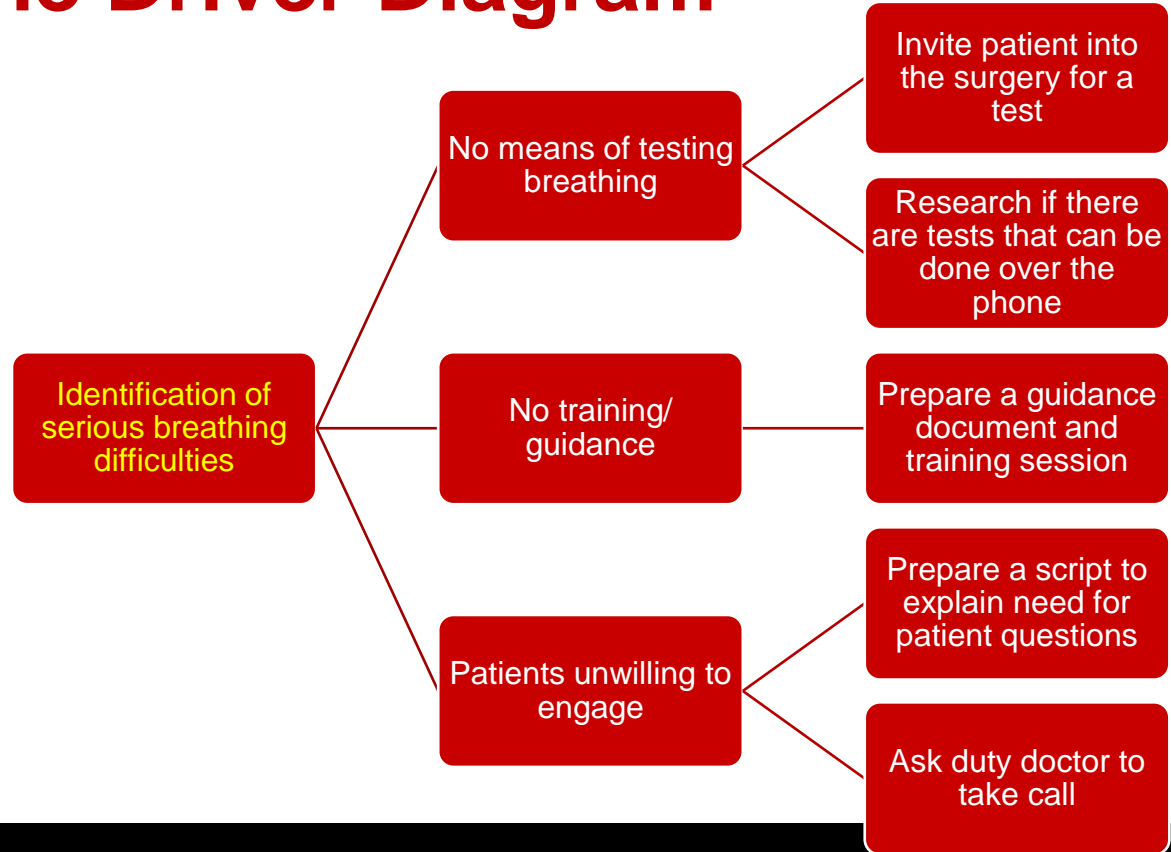 Driver Diagram
Invite patient into
the surgery for a
test
No means of testing
breathing
Research if there
are tests that can be
done over the
phone
Identification of
serious breathing
difficulties
No training/
guidance
Prepare a guidance
document and
training session
Prepare a script to
explain need for
patient questions
Patients unwilling to
engage
Ask duty doctor to
take call